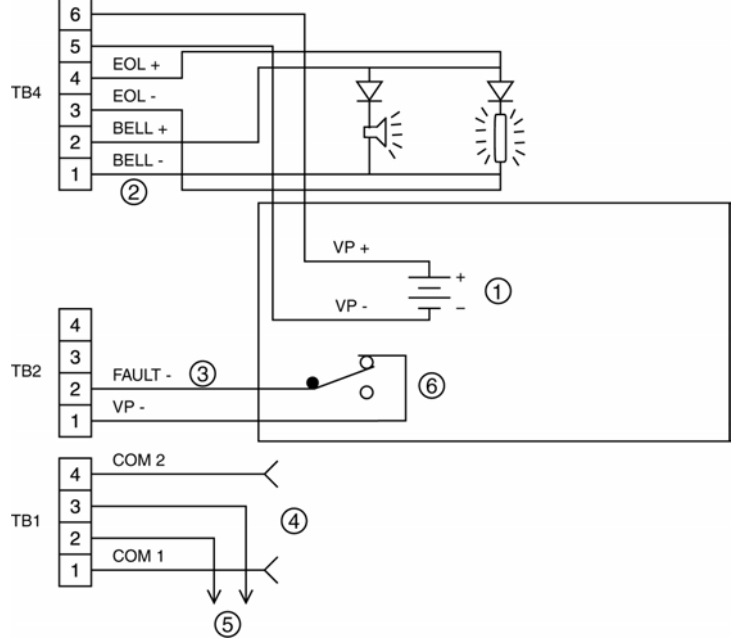 6
5
EOL +
4
TB4
EOL -
3
BELL +
2
BELL -
1
②
VP +
+
①
VP -
–
4
3
TB2
FAULT - ③
2
⑥
VP -
1
COM 2
4
3
TB1
④
2
COM 1
1
⑤